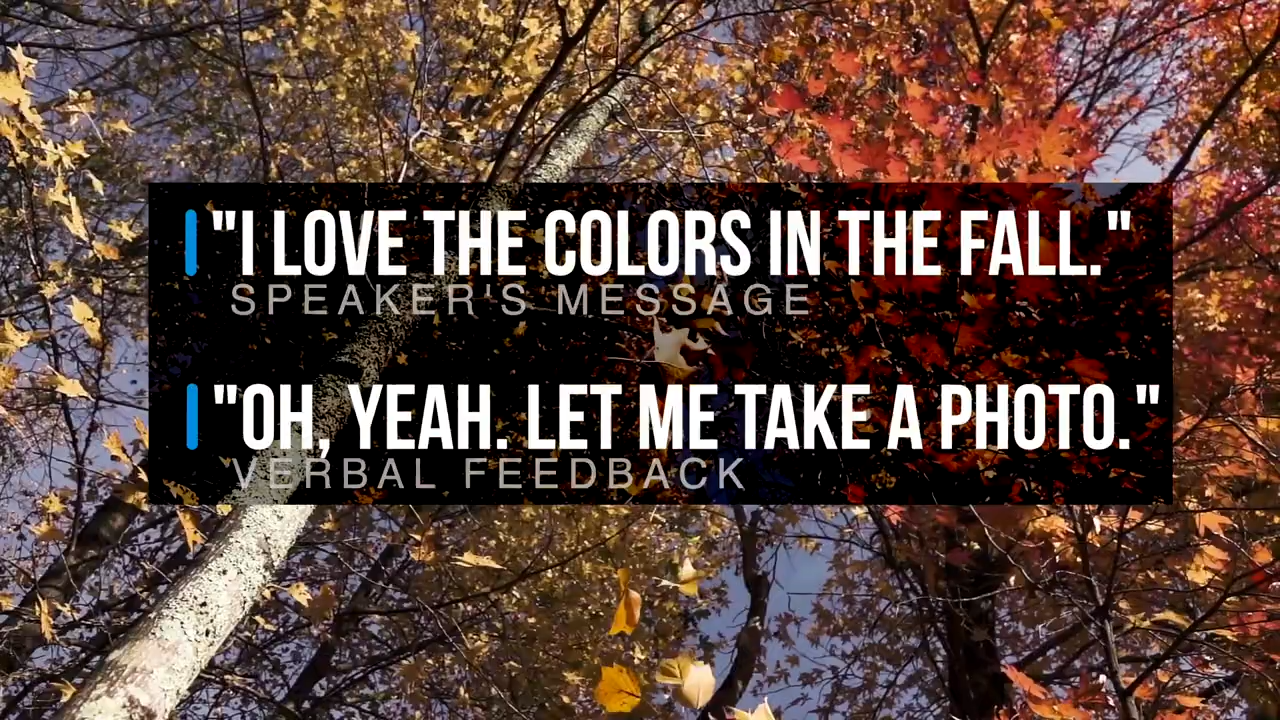 "I LOVE THE COLORS IN THE FALL."
SPEAKER'S MESSAGE
"OH, YEAH. LET ME TAKE A PHOTO."
VERBAL FEEDBACK